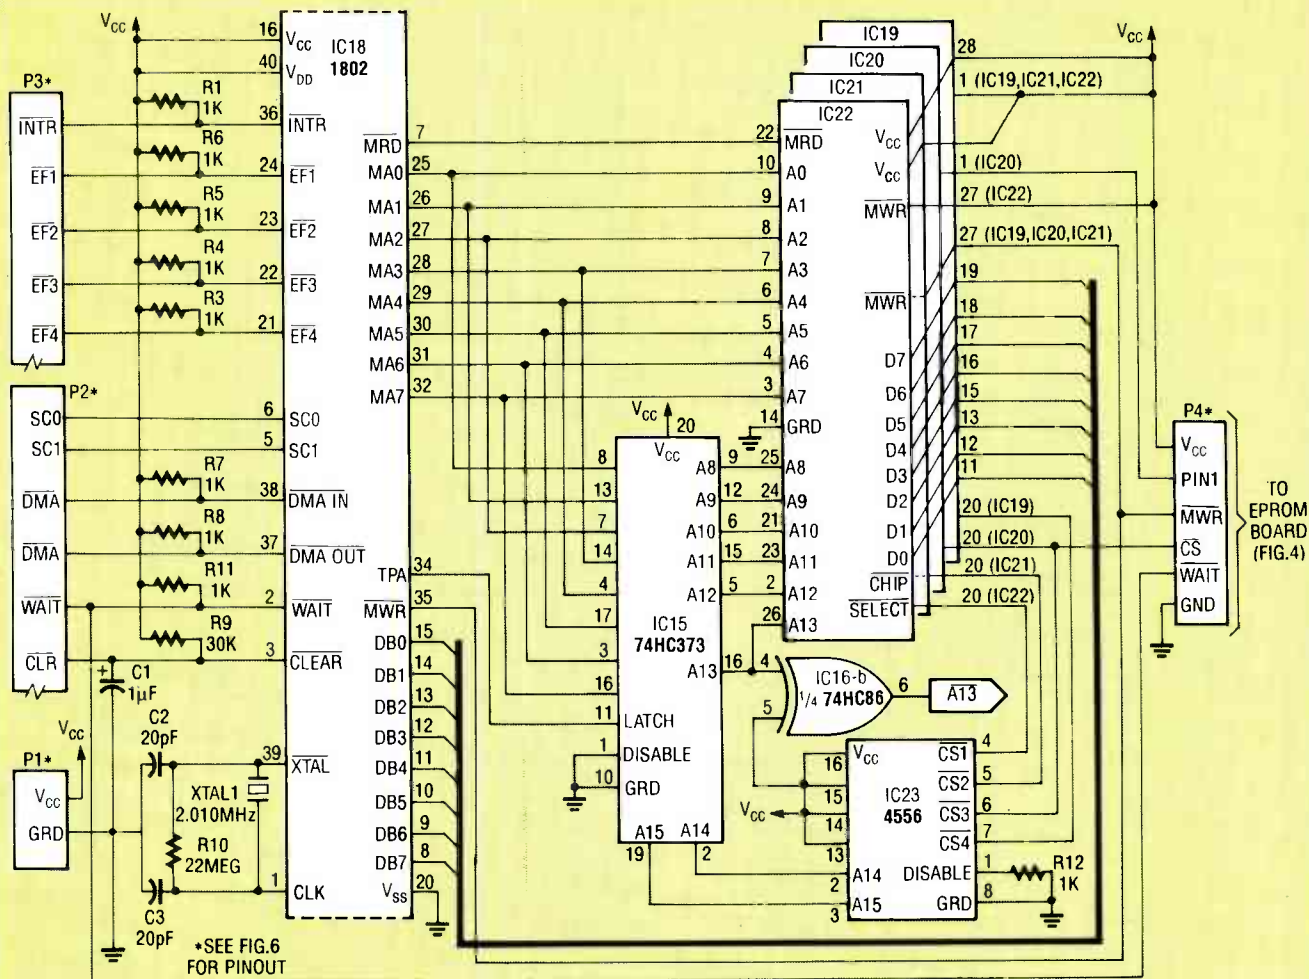 VCC
P3*
INTR
EF1
EF2
EF3
EF4
R1
1K
R6
1K
R5
1K
R4
1K
R3
1K
16
VCC
40
VDD
IC18
1802
36
INTR
24
EF1
23
EF2
22
EF3
21
EF4
P2*
SC0
SC1
DMA
DMA
WAIT
CLR
6
SC0
5
SC1
R7
1K
38
DMA IN
R8
1K
37
DMA OUT
R11
1K
2
WAIT
R9
30K
3
CLEAR
C1
+
1µF
VCC
P1*
VCC
GRD
C2
20pF
C3
20pF
R10
22MEG
XTAL1
2.010MHz
39
XTAL
1
CLK
*SEE FIG.6
FOR PINOUT
MRD
7
MA0
25
MA1
26
MA2
27
MA3
28
MA4
29
MA5
30
MA6
31
MA7
32
TPA
34
MWR
35
DB0
15
DB1
14
DB2
13
DB3
12
DB4
11
DB5
10
DB6
9
DB7
8
VSS
20
VCC
20
VCC
8
13
7
14
4
17
3
16
11
LATCH
1
DISABLE
10
GRD
IC15
74HC373
A8
9
A9
12
A10
6
A11
15
A12
5
A13
16
A15
19
A14
2
IC19
IC20
IC21
IC22
22
MRD
10
A0
9
A1
8
A2
7
A3
6
A4
5
A5
4
A6
3
A7
14
GRD
25
A8
24
A9
21
A10
23
A11
2
A12
26
A13
VCC
VCC
MWR
MWR
D7
D6
D5
D4
D3
D2
D1
D0
CHIP
SELECT
28
1 (IC19,IC21,IC22)
1 (IC20)
27 (IC22)
27 (IC19,IC20,IC21)
19
18
17
16
15
13
12
11
20 (IC19)
20 (IC20)
20 (IC21)
20 (IC22)
VCC
4
5
IC16-b
1/4 74HC86
6
A13
VCC
16
VCC
15
14
13
IC23
4556
CS1
4
CS2
5
CS3
6
CS4
7
DISABLE
1
GRD
8
2
A14
3
A15
R12
1K
P4*
VCC
PIN1
MWR
CS
WAIT
GND
TO
EPROM
BOARD
(FIG.4)